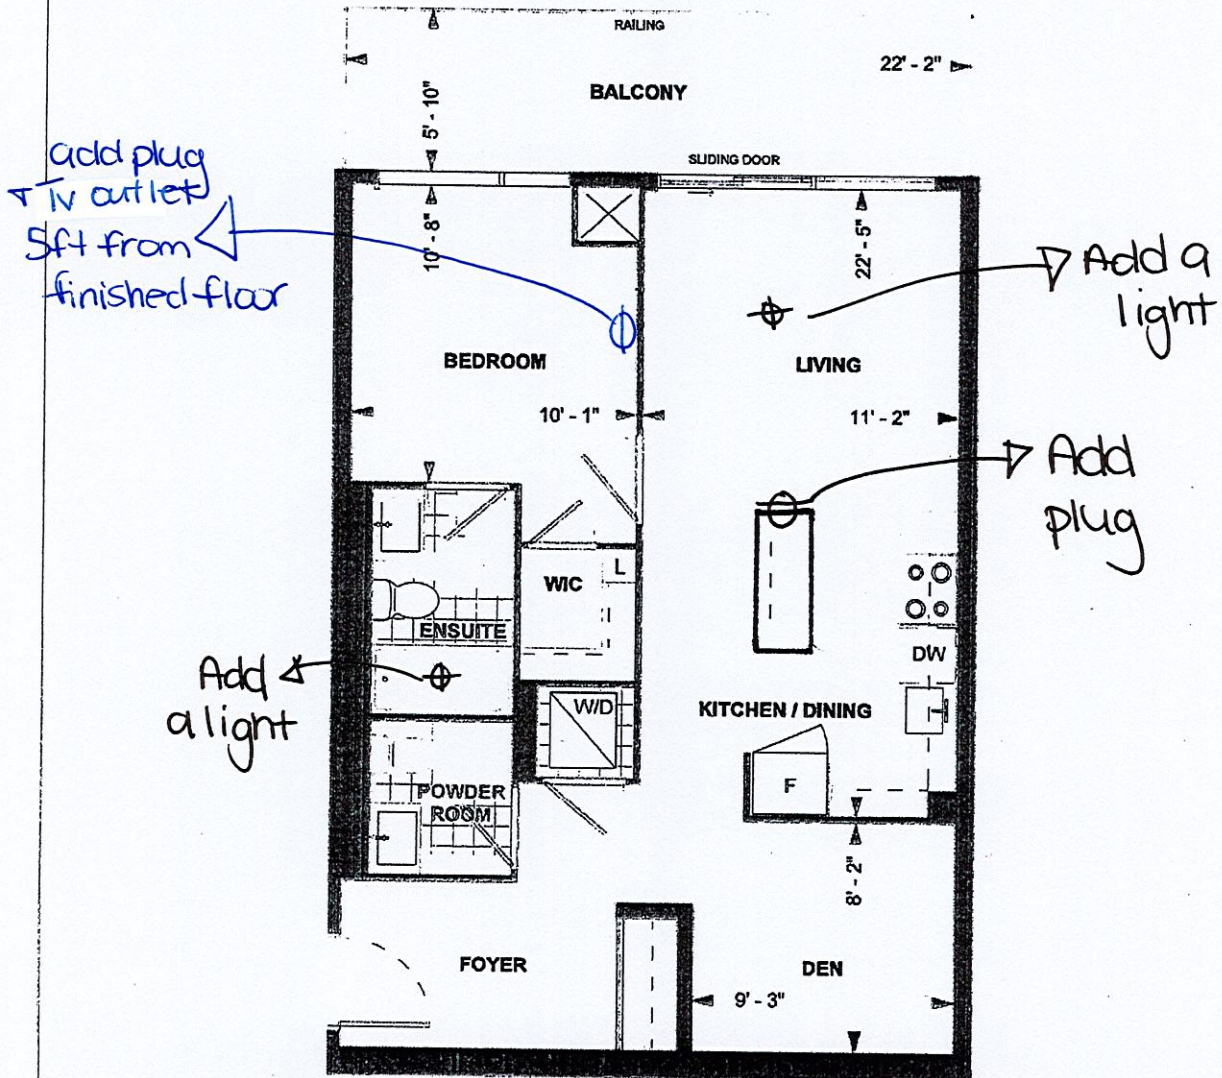 RAILING
22' - 2"
BALCONY
5' - 10"
SLIDING DOOR
add plug
+ TV outlet
5ft from
finished floor
10' - 8"
22' - 5"
Add a
light
BEDROOM
LIVING
10' - 1"
11' - 2"
Add
plug
WIC
L
ENSUITE
DW
Add
a light
W/D
KITCHEN / DINING
F
POWDER
ROOM
8' - 2"
FOYER
DEN
9' - 3"